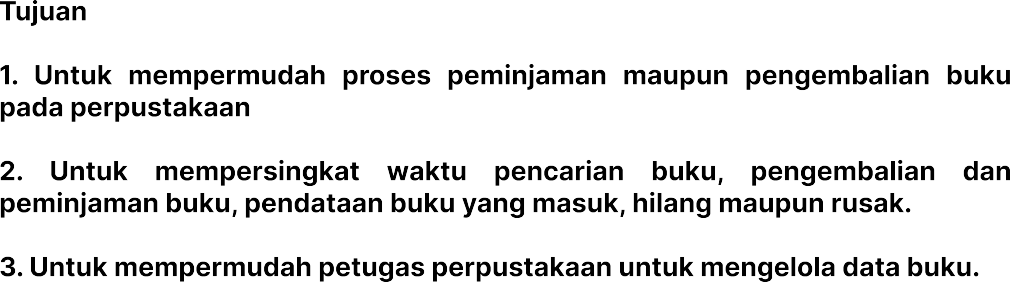 Tujuan
1. Untuk mempermudah proses peminjaman maupun pengembalian buku
pada perpustakaan
2. Untuk mempersingkat waktu pencarian buku, pengembalian dan
peminjaman buku, pendataan buku yang masuk, hilang maupun rusak.
3. Untuk mempermudah petugas perpustakaan untuk mengelola data buku.